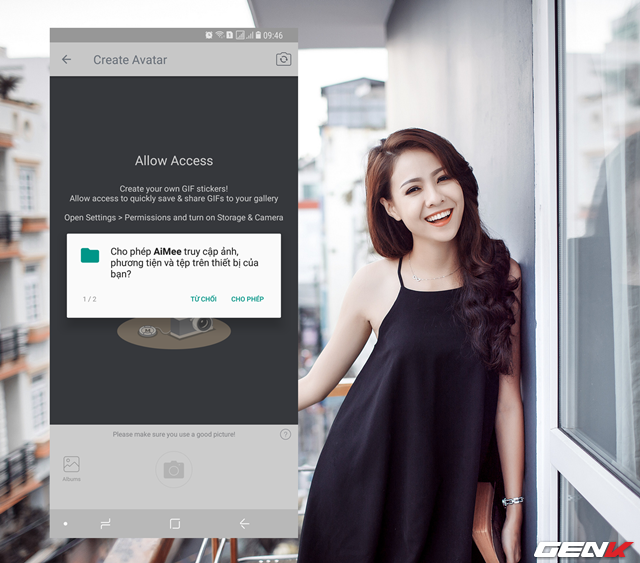 09:46
Create Avatar
Allow Access
Create your own GIF stickers!
Allow access to quickly save & share GIFs to your gallery
Open Settings > Permissions and turn on Storage & Camera
Cho phép AiMee truy cập ảnh,
phương tiện và tệp trên thiết bị của
bạn?
1 / 2 TỪ CHỐI CHO PHÉP
Please make sure you use a good picture! ?
Albums
GENK